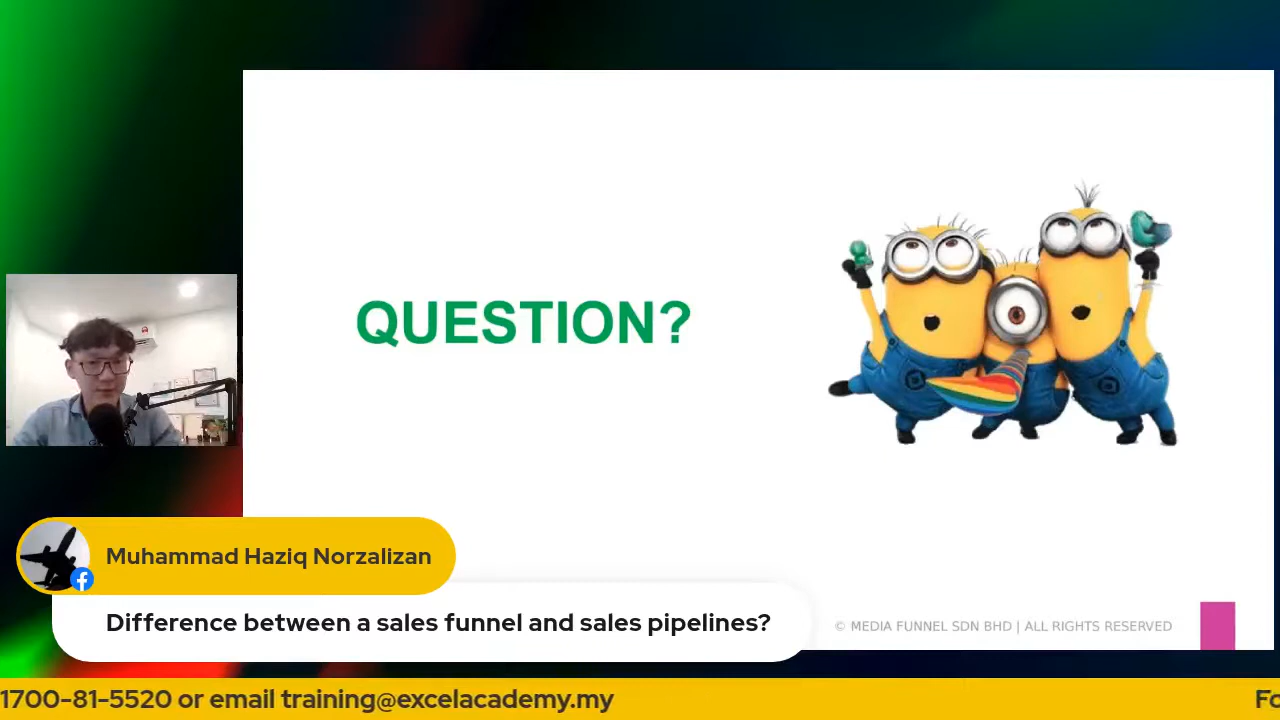 QUESTION?
Muhammad Haziq Norzalizan
Difference between a sales funnel and sales pipelines?
© MEDIA FUNNEL SDN BHD | ALL RIGHTS RESERVED
1700-81-5520 or email training@excelacademy.my
Fo